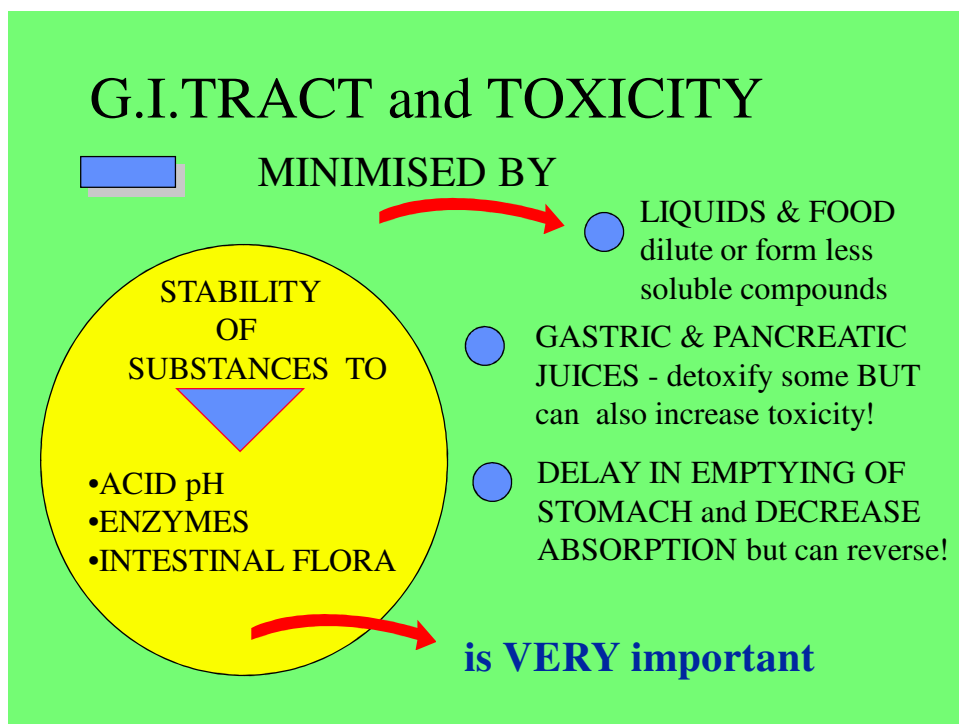 G.I.TRACT and TOXICITY
MINIMISED BY
LIQUIDS & FOOD
dilute or form less
soluble compounds
GASTRIC & PANCREATIC
JUICES - detoxify some BUT
can also increase toxicity!
DELAY IN EMPTYING OF
STOMACH and DECREASE
ABSORPTION but can reverse!
STABILITY
OF
SUBSTANCES TO
•ACID pH
•ENZYMES
•INTESTINAL FLORA
is VERY important